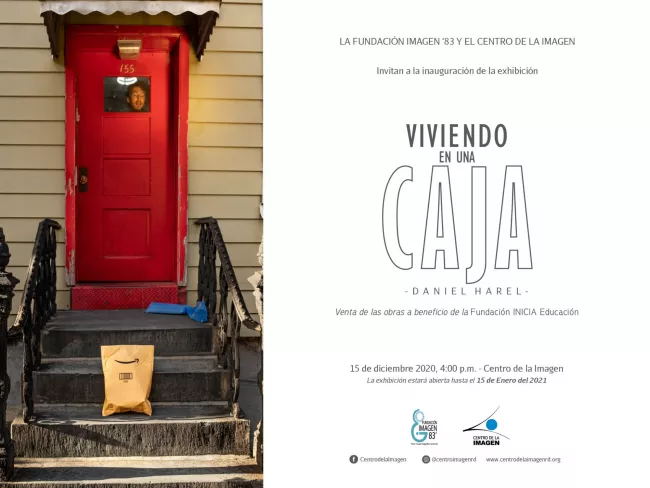 155
LA FUNDACIÓN IMAGEN '83 Y EL CENTRO DE LA IMAGEN
Invitan a la inauguración de la exhibición
VIVIENDO
EN UNA
CAJA
-DANIEL HAREL-
Venta de las obras a beneficio de la Fundación INICIA Educación
15 de diciembre 2020, 4:00 p.m. - Centro de la Imagen
La exhibición estará abierta hasta el 15 de Enero del 2021
FUNDACIÓN
IMAGEN
83'
CENTRO DE LA
IMAGEN
CentrodelaImagen
@centroimagenrd
www.centrodelaimagenrd.org